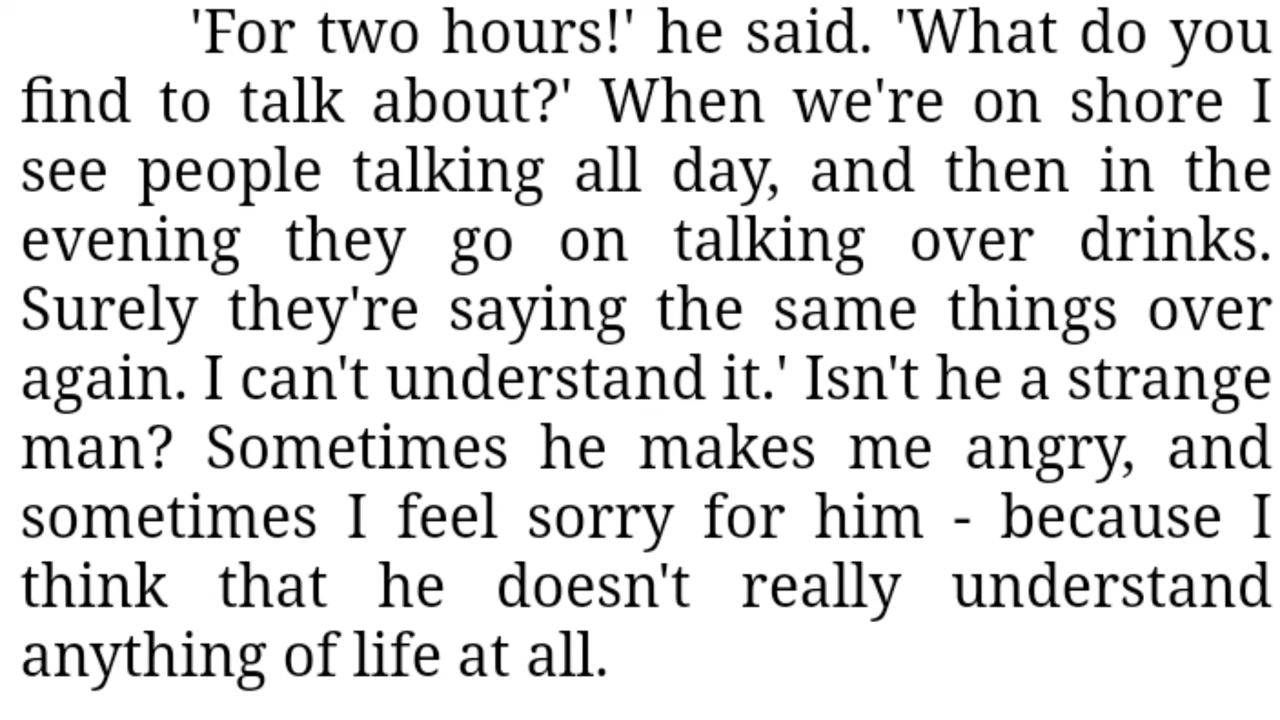 'For two hours!' he said. 'What do you
find to talk about?' When we're on shore I
see people talking all day, and then in the
evening they go on talking over drinks.
Surely they're saying the same things over
again. I can't understand it.' Isn't he a strange
man? Sometimes he makes me angry, and
sometimes I feel sorry for him - because I
think that he doesn't really understand
anything of life at all.